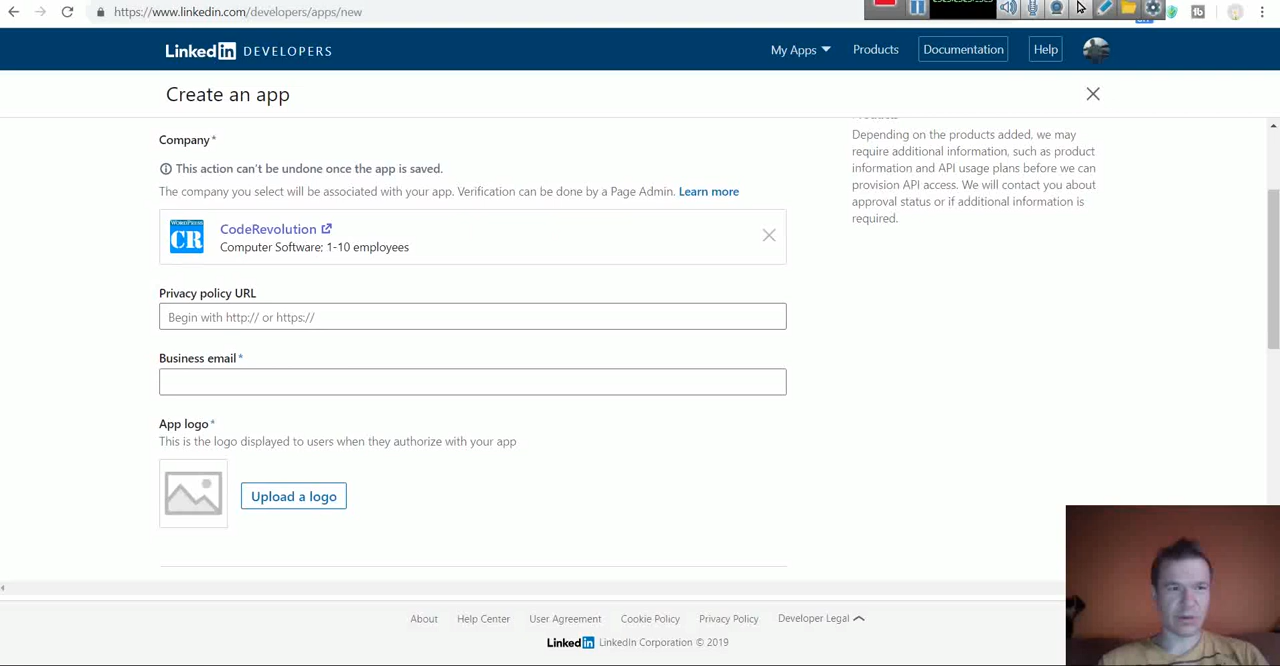 https://www.linkedin.com/developers/apps/new
LinkedIn DEVELOPERS
My Apps
Products
Documentation
Help
Create an app
Company*
This action can't be undone once the app is saved.
The company you select will be associated with your app. Verification can be done by a Page Admin. Learn more
WORDPRESS
CR
CodeRevolution
Computer Software: 1-10 employees
Privacy policy URL
Begin with http:// or https://
Business email*
App logo*
This is the logo displayed to users when they authorize with your app
Upload a logo
Depending on the products added, we may
require additional information, such as product
information and API usage plans before we can
provision API access. We will contact you about
approval status or if additional information is
required.
About
Help Center
User Agreement
Cookie Policy
Privacy Policy
Developer Legal
LinkedIn LinkedIn Corporation © 2019